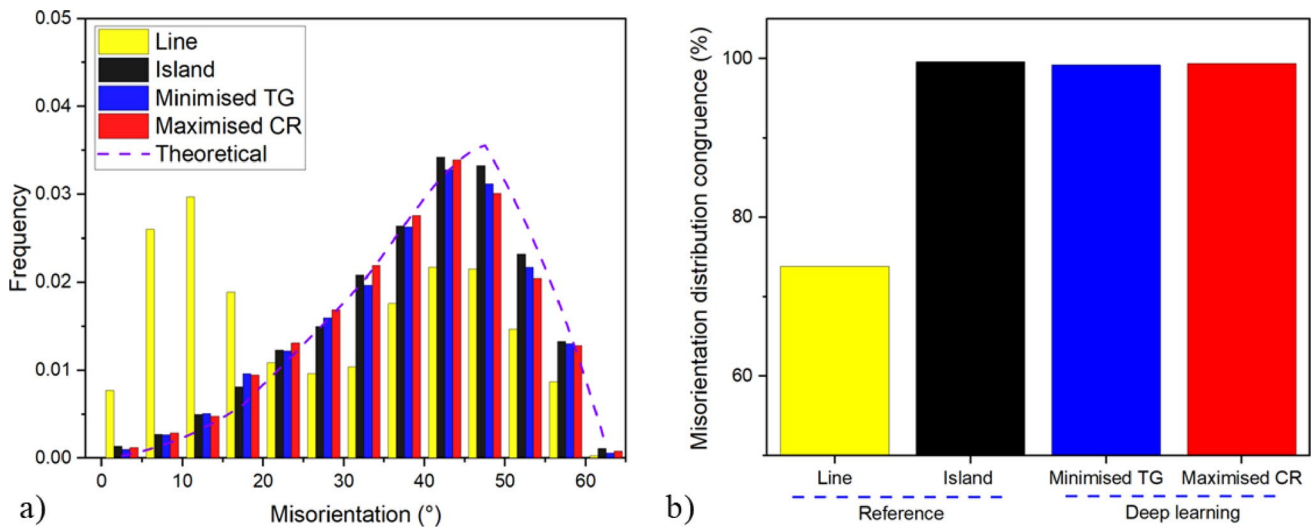 0.05
0.04
0.03
0.02
0.01
0.00
Frequency
Line
Island
Minimised TG
Maximised CR
Theoretical
0 10 20 30 40 50 60
Misorientation (°)
a)
Misorientation distribution congruence (%)
100
80
60
Line Island Minimised TG Maximised CR
Reference Deep learning
b)